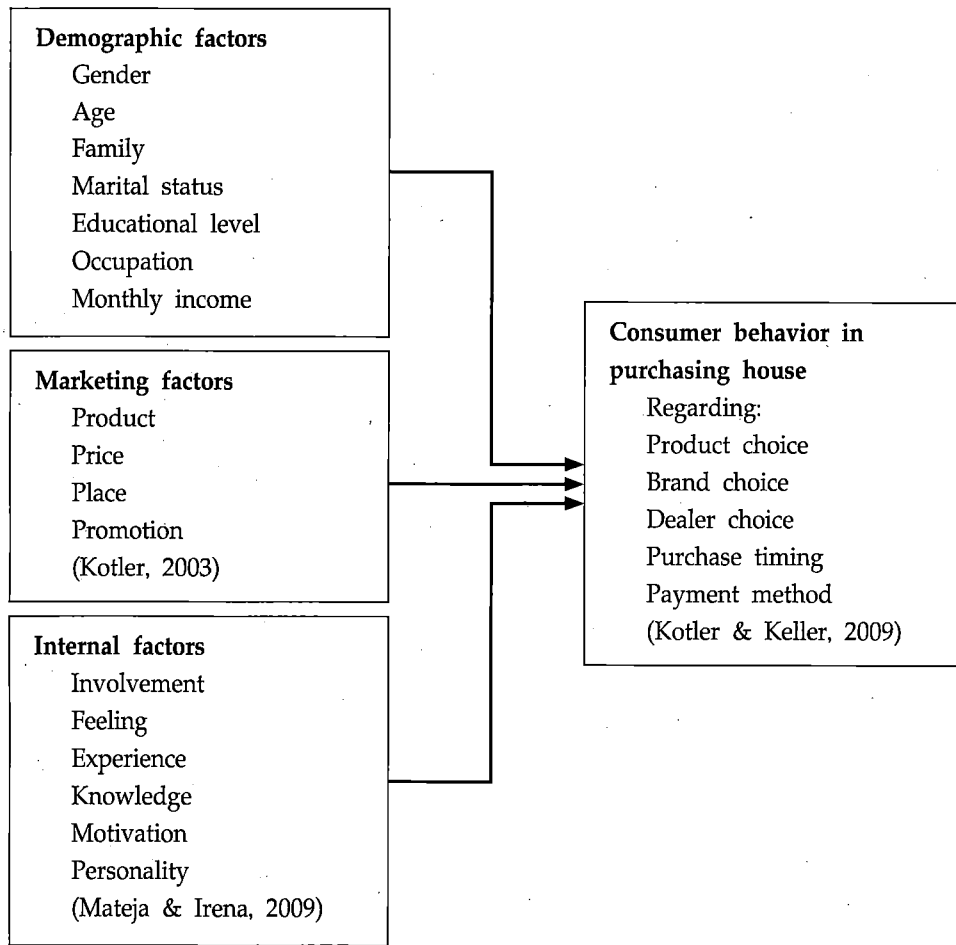 Demographic factors
Gender
Age
Family
Marital status
Educational level
Occupation
Monthly income
Marketing factors
Product
Price
Place
Promotion
(Kotler, 2003)
Internal factors
Involvement
Feeling
Experience
Knowledge
Motivation
Personality
(Mateja & Irena, 2009)
Consumer behavior in
purchasing house
Regarding:
Product choice
Brand choice
Dealer choice
Purchase timing
Payment method
(Kotler & Keller, 2009)